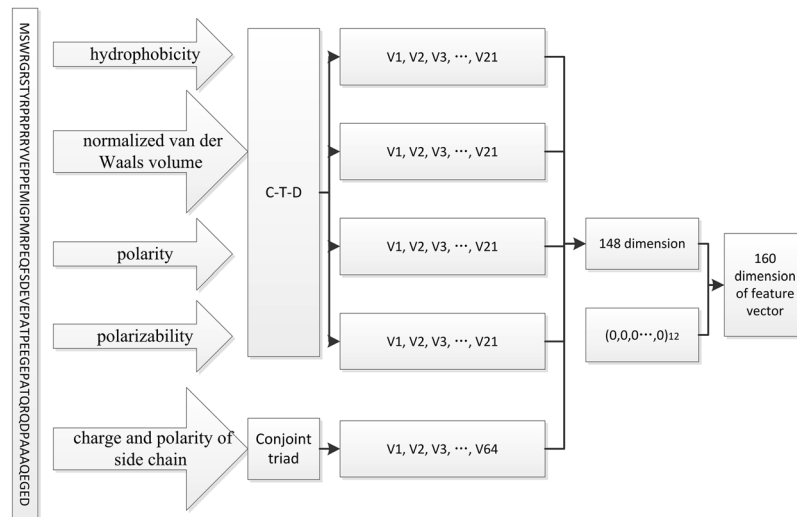 MSWRGRSTYRPRPRRYVEPPEMIGPMRPEQFSDEVEPATPEEGEPATQRQDPAAAQEGED
hydrophobicity
normalized van der
Waals volume
polarity
polarizability
charge and polarity of
side chain
C-T-D
Conjoint
triad
V1, V2, V3, ⋯, V21
V1, V2, V3, ⋯, V21
V1, V2, V3, ⋯, V21
V1, V2, V3, ⋯, V21
V1, V2, V3, ⋯, V64
148 dimension
(0,0,0⋯,0)12
160
dimension
of feature
vector